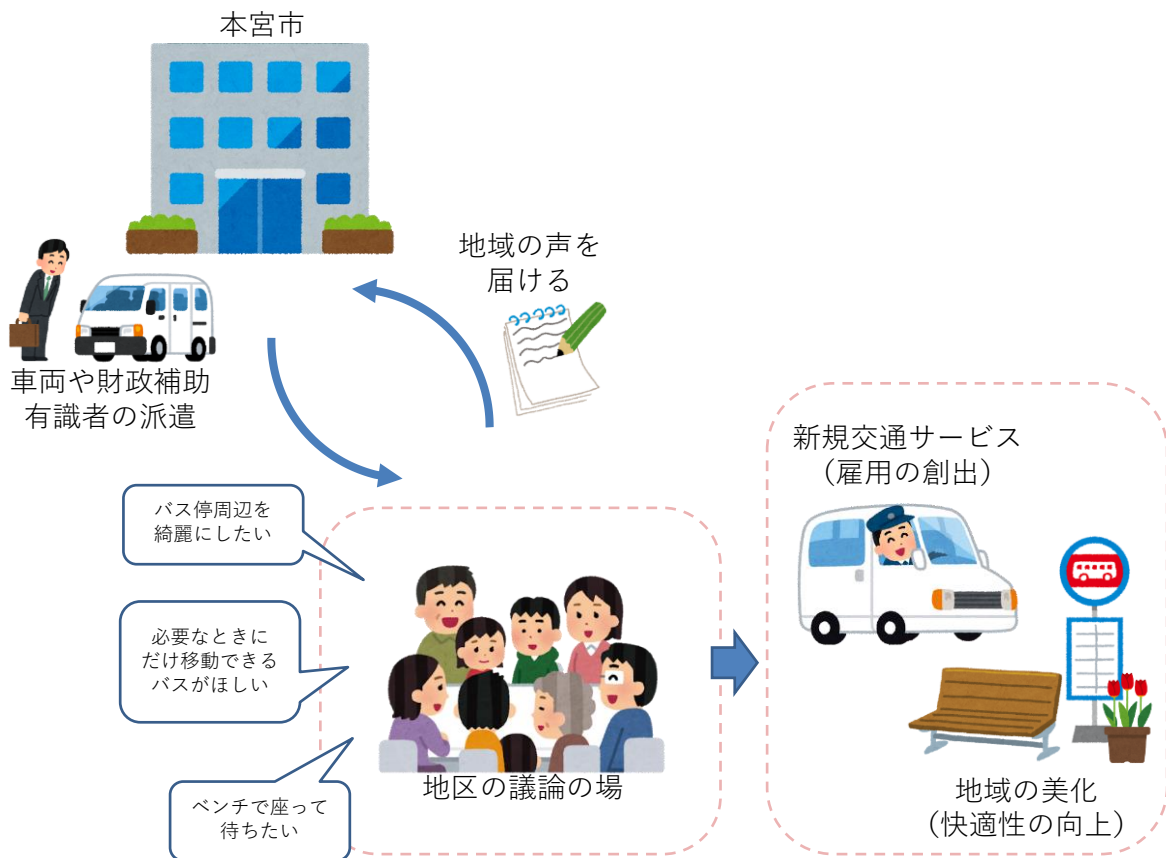 本宮市
地域の声を
届ける
車両や財政補助
有識者の派遣
新規交通サービス
（雇用の創出）
バス停周辺を
綺麗にしたい
必要なときに
だけ移動できる
バスがほしい
ベンチで座って
待ちたい
地区の議論の場
地域の美化
（快適性の向上）